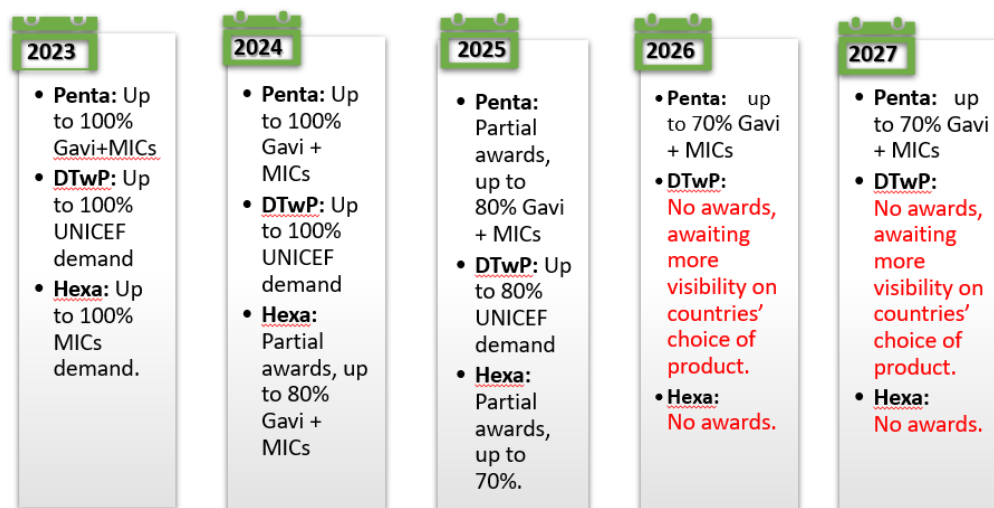 2023
• Penta: Up
to 100%
Gavi+MICs
• DTwP: Up
to 100%
UNICEF
demand
• Hexa: Up
to 100%
MICs
demand.
2024
• Penta: Up
to 100%
Gavi +
MICs
• DTwP: Up
to 100%
UNICEF
demand
• Hexa:
Partial
awards, up
to 80%
Gavi +
MICs
2025
• Penta:
Partial
awards,
up to
80% Gavi
+ MICs
• DTwP: Up
to 80%
UNICEF
demand
• Hexa:
Partial
awards,
up to
70%.
2026
• Penta: up
to 70% Gavi
+ MICs
• DTwP:
No awards,
awaiting
more
visibility on
countries’
choice of
product.
• Hexa:
No awards.
2027
• Penta: up
to 70% Gavi
+ MICs
• DTwP:
No awards,
awaiting
more
visibility on
countries’
choice of
product.
• Hexa:
No awards.